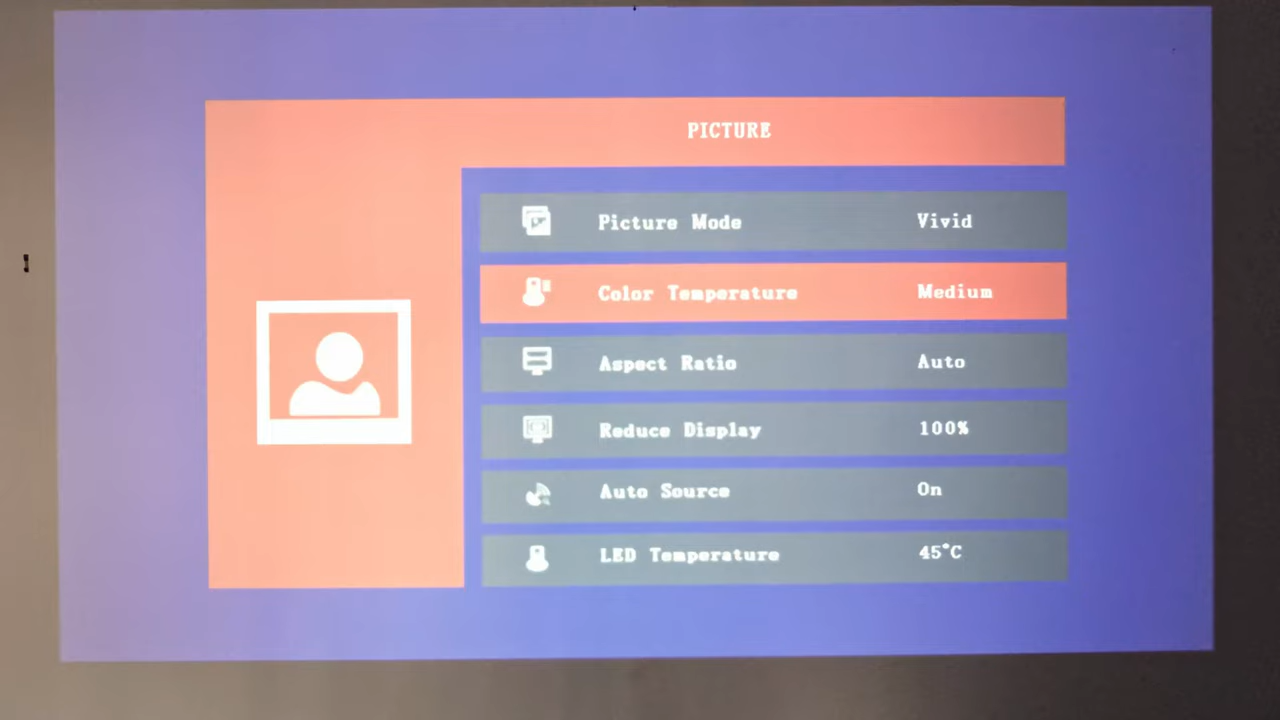 PICTURE
Picture Mode Vivid
Color Temperature Medium
Aspect Ratio Auto
Reduce Display 100%
Auto Source On
LED Temperature 45°C